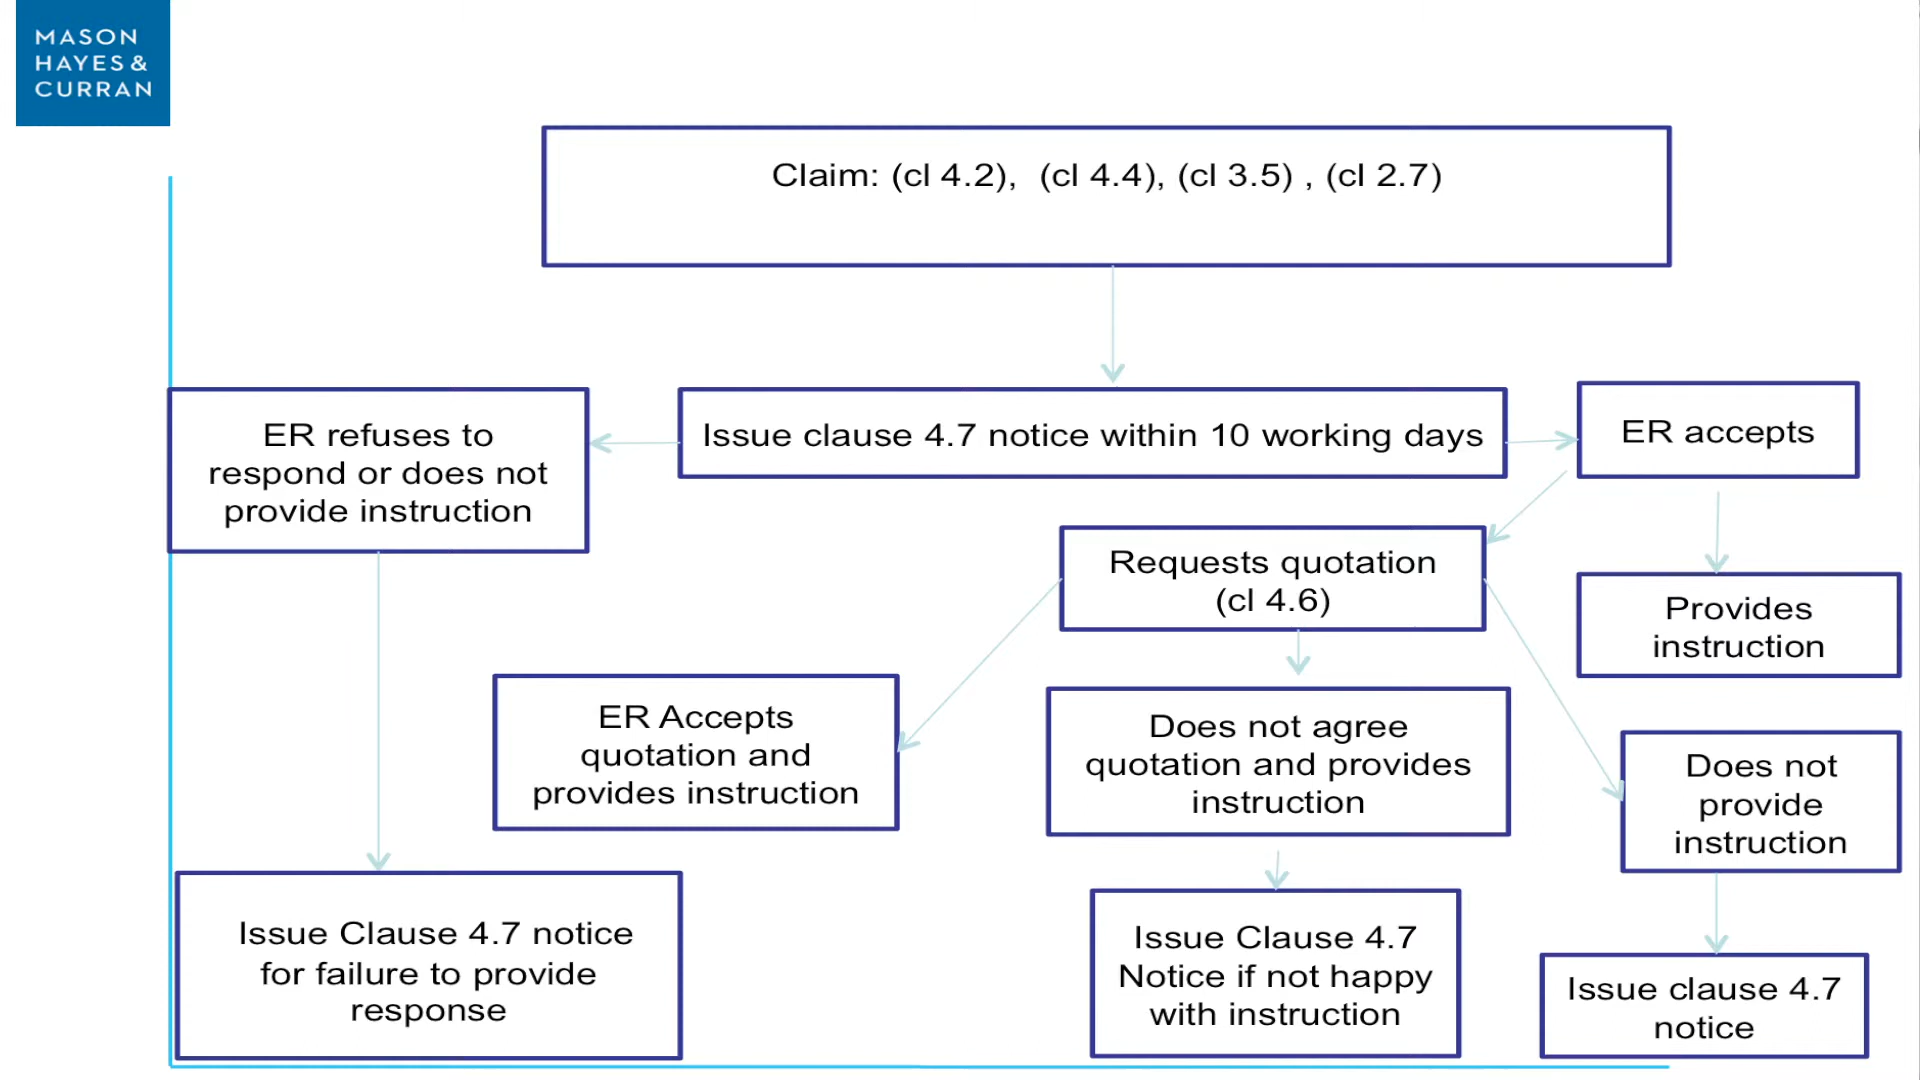 MASON
HAYES &
CURRAN
Claim: (cl 4.2), (cl 4.4), (cl 3.5) , (cl 2.7)
ER refuses to
respond or does not
provide instruction
Issue clause 4.7 notice within 10 working days
ER accepts
Requests quotation
(cl 4.6)
Provides
instruction
ER Accepts
quotation and
provides instruction
Does not agree
quotation and provides
instruction
Does not
provide
instruction
Issue Clause 4.7 notice
for failure to provide
response
Issue Clause 4.7
Notice if not happy
with instruction
Issue clause 4.7
notice